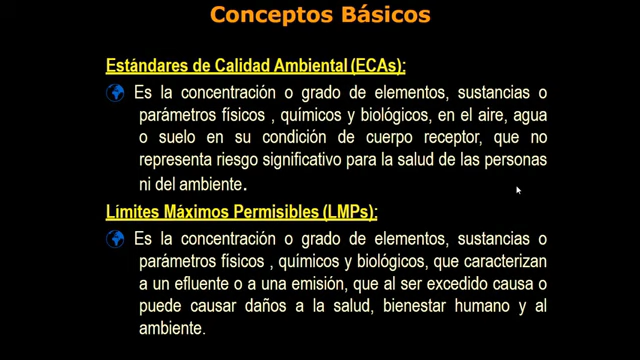 Conceptos Básicos
Estándares de Calidad Ambiental (ECAs):
Es la concentración o grado de elementos, sustancias o
parámetros físicos , químicos y biológicos, en el aire, agua
o suelo en su condición de cuerpo receptor, que no
representa riesgo significativo para la salud de las personas
ni del ambiente.
Límites Máximos Permisibles (LMPs):
Es la concentración o grado de elementos, sustancias o
parámetros físicos , químicos y biológicos, que caracterizan
a un efluente o a una emisión, que al ser excedido causa o
puede causar daños a la salud, bienestar humano y al
ambiente.